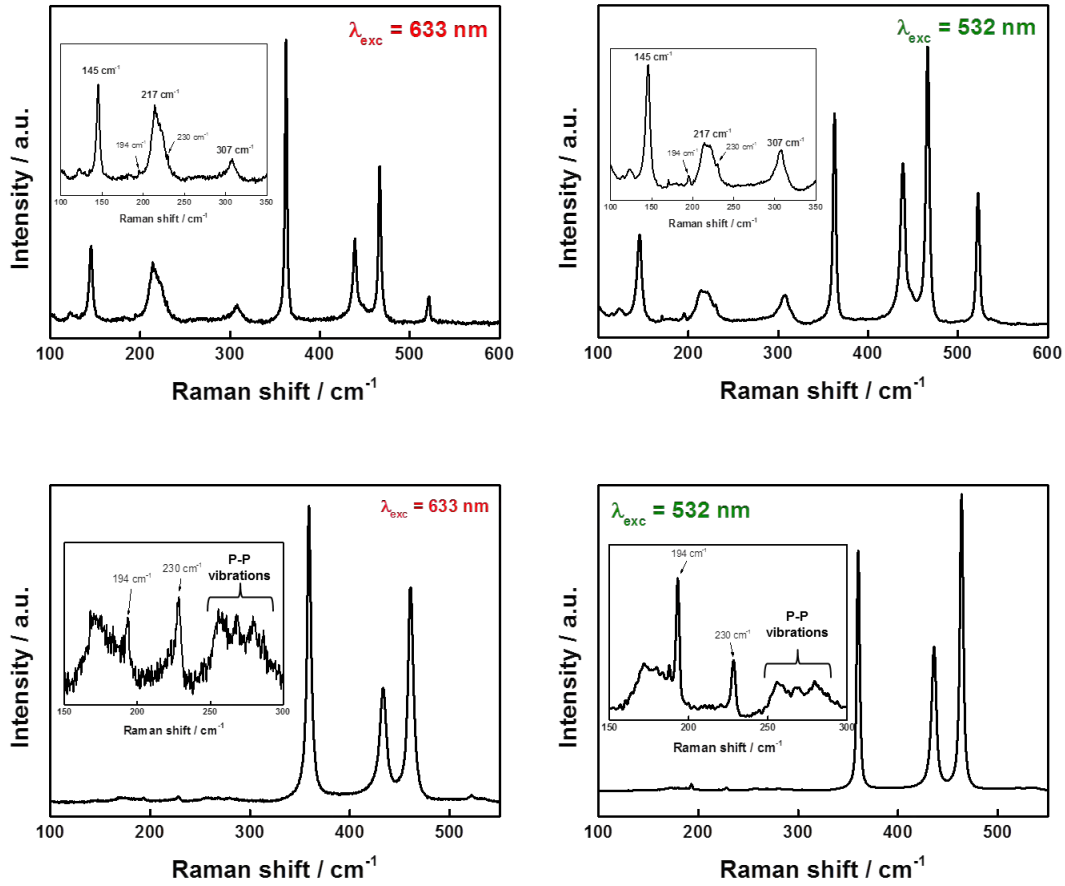 λexc = 633 nm
145 cm-1
217 cm-1
194 cm-1
230 cm-1
307 cm-1
100 150 200 250 300 350
Raman shift / cm-1
Intensity / a.u.
100 200 300 400 500 600
Raman shift / cm-1
λexc = 532 nm
145 cm-1
217 cm-1
194 cm-1
230 cm-1
307 cm-1
100 150 200 250 300 350
Raman shift / cm-1
Intensity / a.u.
100 200 300 400 500 600
Raman shift / cm-1
λexc = 633 nm
194 cm-1
230 cm-1
P-P
vibrations
150 200 250 300
Raman shift / cm-1
Intensity / a.u.
100 200 300 400 500
Raman shift / cm-1
λexc = 532 nm
194 cm-1
230 cm-1
P-P
vibrations
150 200 250 300
Raman shift / cm-1
Intensity / a.u.
100 200 300 400 500
Raman shift / cm-1